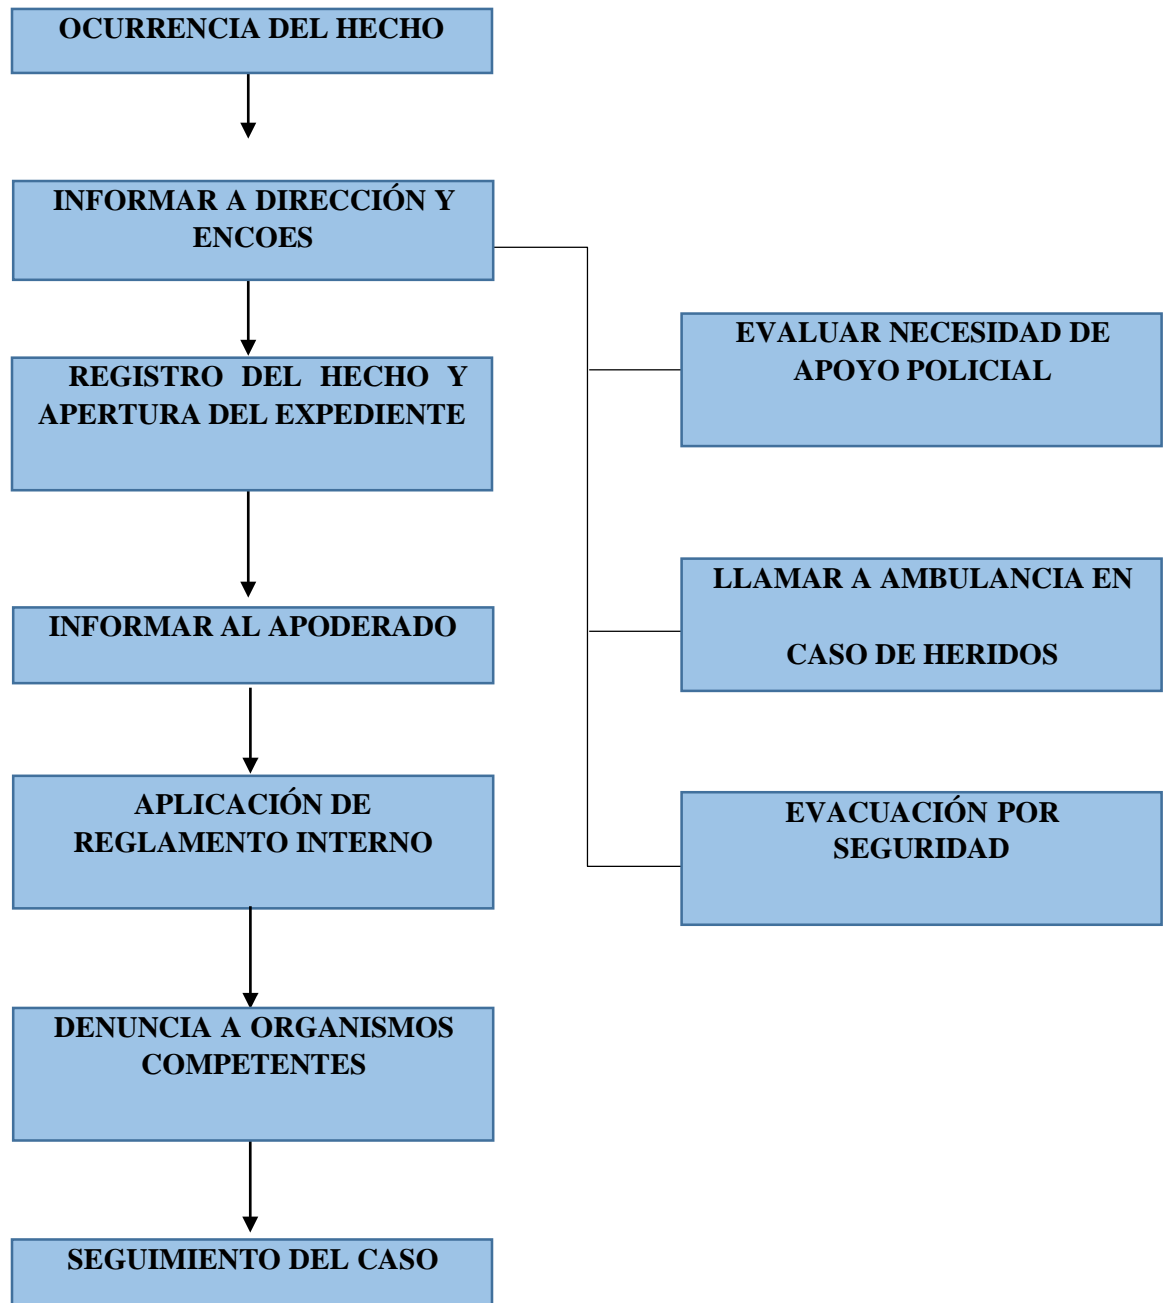 OCURRENCIA DEL HECHO
INFORMAR A DIRECCIÓN Y
ENCOES
REGISTRO DEL HECHO Y
APERTURA DEL EXPEDIENTE
INFORMAR AL APODERADO
APLICACIÓN DE
REGLAMENTO INTERNO
DENUNCIA A ORGANISMOS
COMPETENTES
SEGUIMIENTO DEL CASO
EVALUAR NECESIDAD DE
APOYO POLICIAL
LLAMAR A AMBULANCIA EN
CASO DE HERIDOS
EVACUACIÓN POR
SEGURIDAD